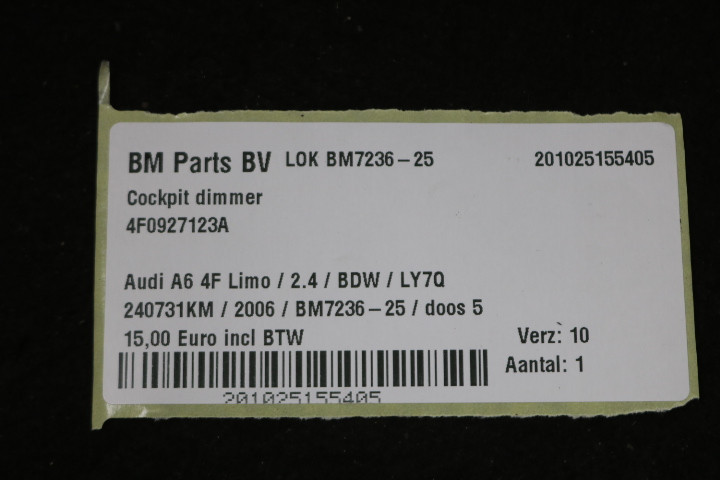 BM Parts BV LOK BM7236-25 201025155405
Cockpit dimmer
4F0927123A
Audi A6 4F Limo / 2.4 / BDW / LY7Q
240731KM / 2006 / BM7236-25 / doos 5
15,00 Euro incl BTW Verz: 10
Aantal: 1
201025155405